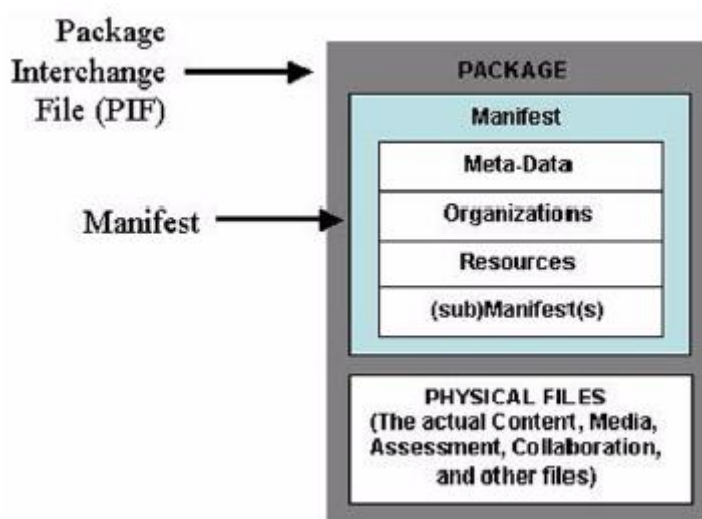 Package
Interchange
File (PIF)
PACKAGE
Manifest
Meta-Data
Organizations
Manifest
Resources
(sub)Manifest(s)
PHYSICAL FILES
(The actual Content, Media,
Assessment, Collaboration,
and other files)